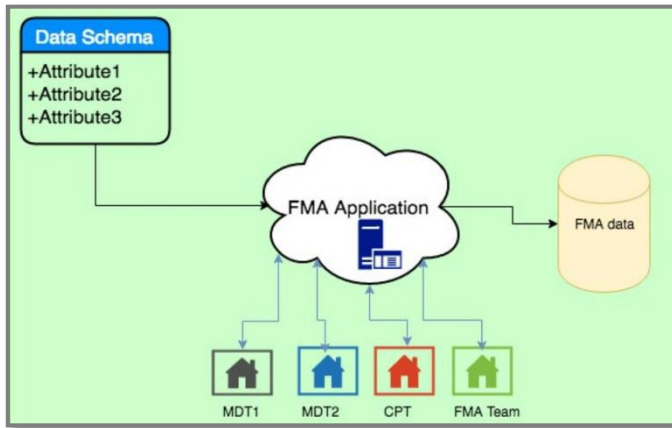 Data Schema
+Attribute1
+Attribute2
+Attribute3
FMA Application
FMA data
MDT1
MDT2
CPT
FMA Team